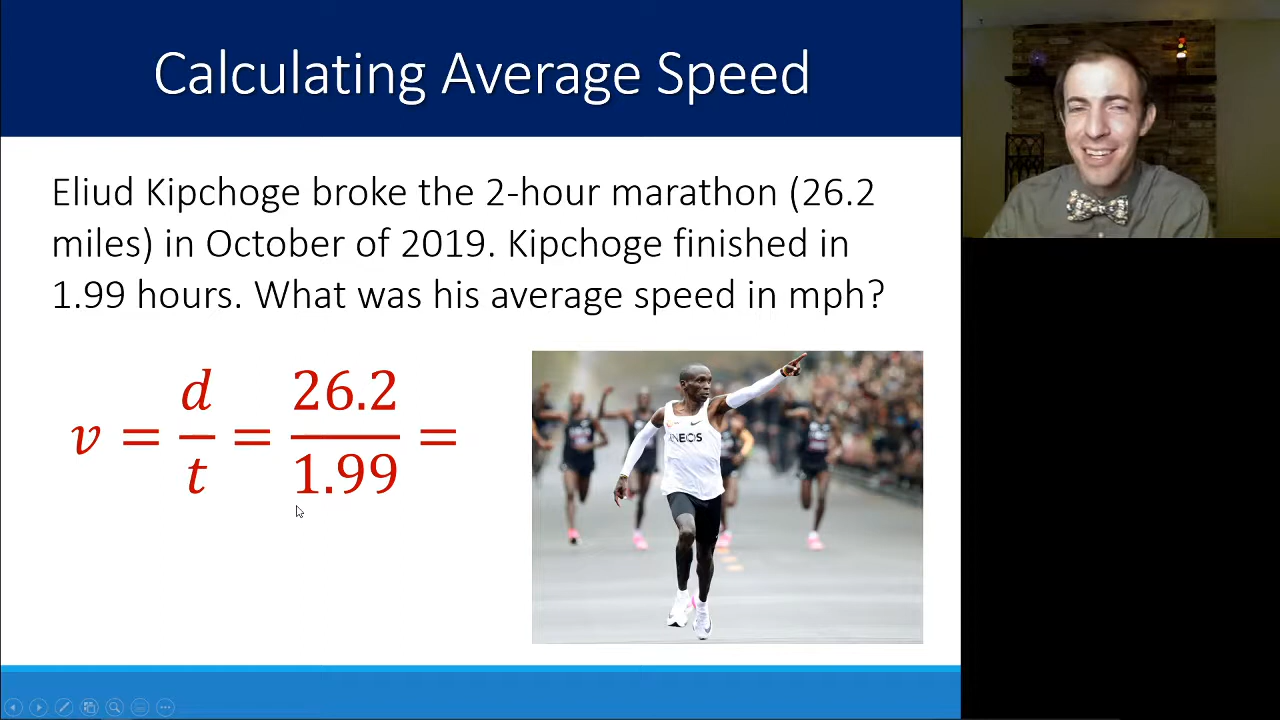 Calculating Average Speed
Eliud Kipchoge broke the 2-hour marathon (26.2
miles) in October of 2019. Kipchoge finished in
1.99 hours. What was his average speed in mph?
v = d/t = 26.2/1.99 =
INEOS